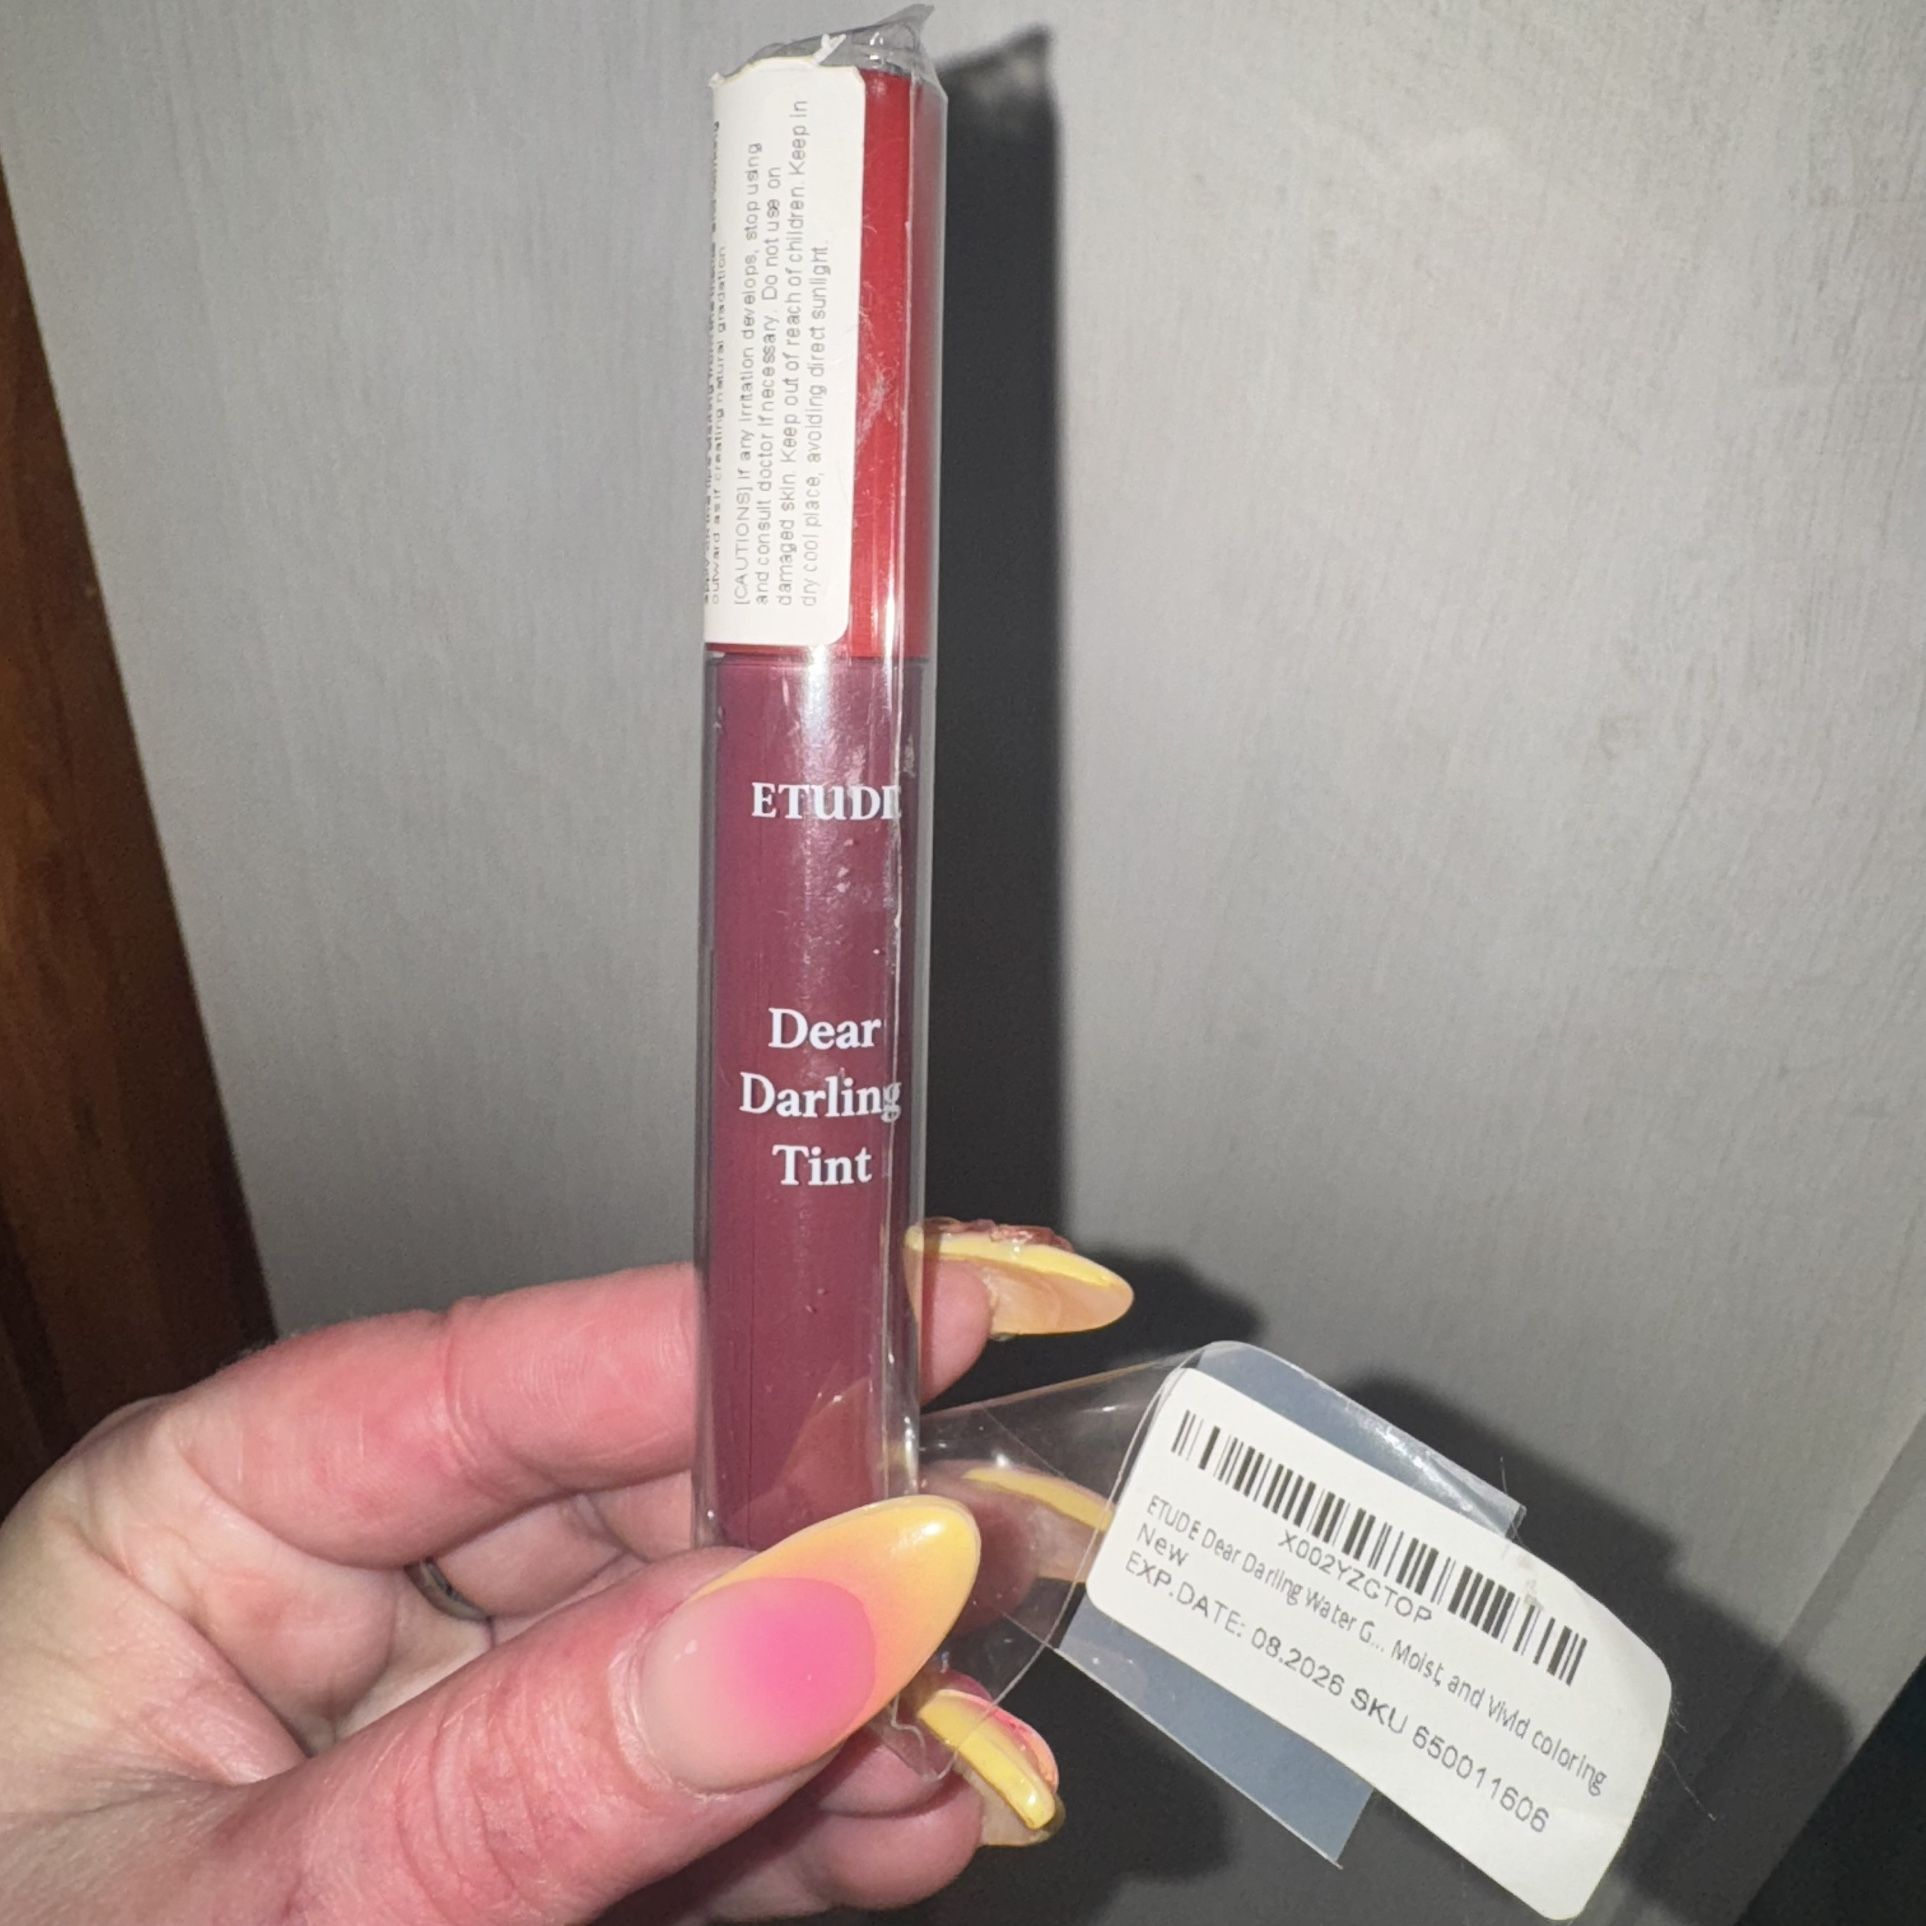 outward as if creating natural gradation
[CAUTIONS] If any irritation develops, stop using
and consult doctor if necessary. Do not use on
damaged skin. Keep out of reach of children. Keep in
dry cool place, avoiding direct sunlight.
ETUDE
Dear
Darling
Tint
X002YZGTOP
ETUDE Dear Darling Water G... Moist, and Vivid coloring
New
EXP.DATE: 08.2026 SKU 650011606